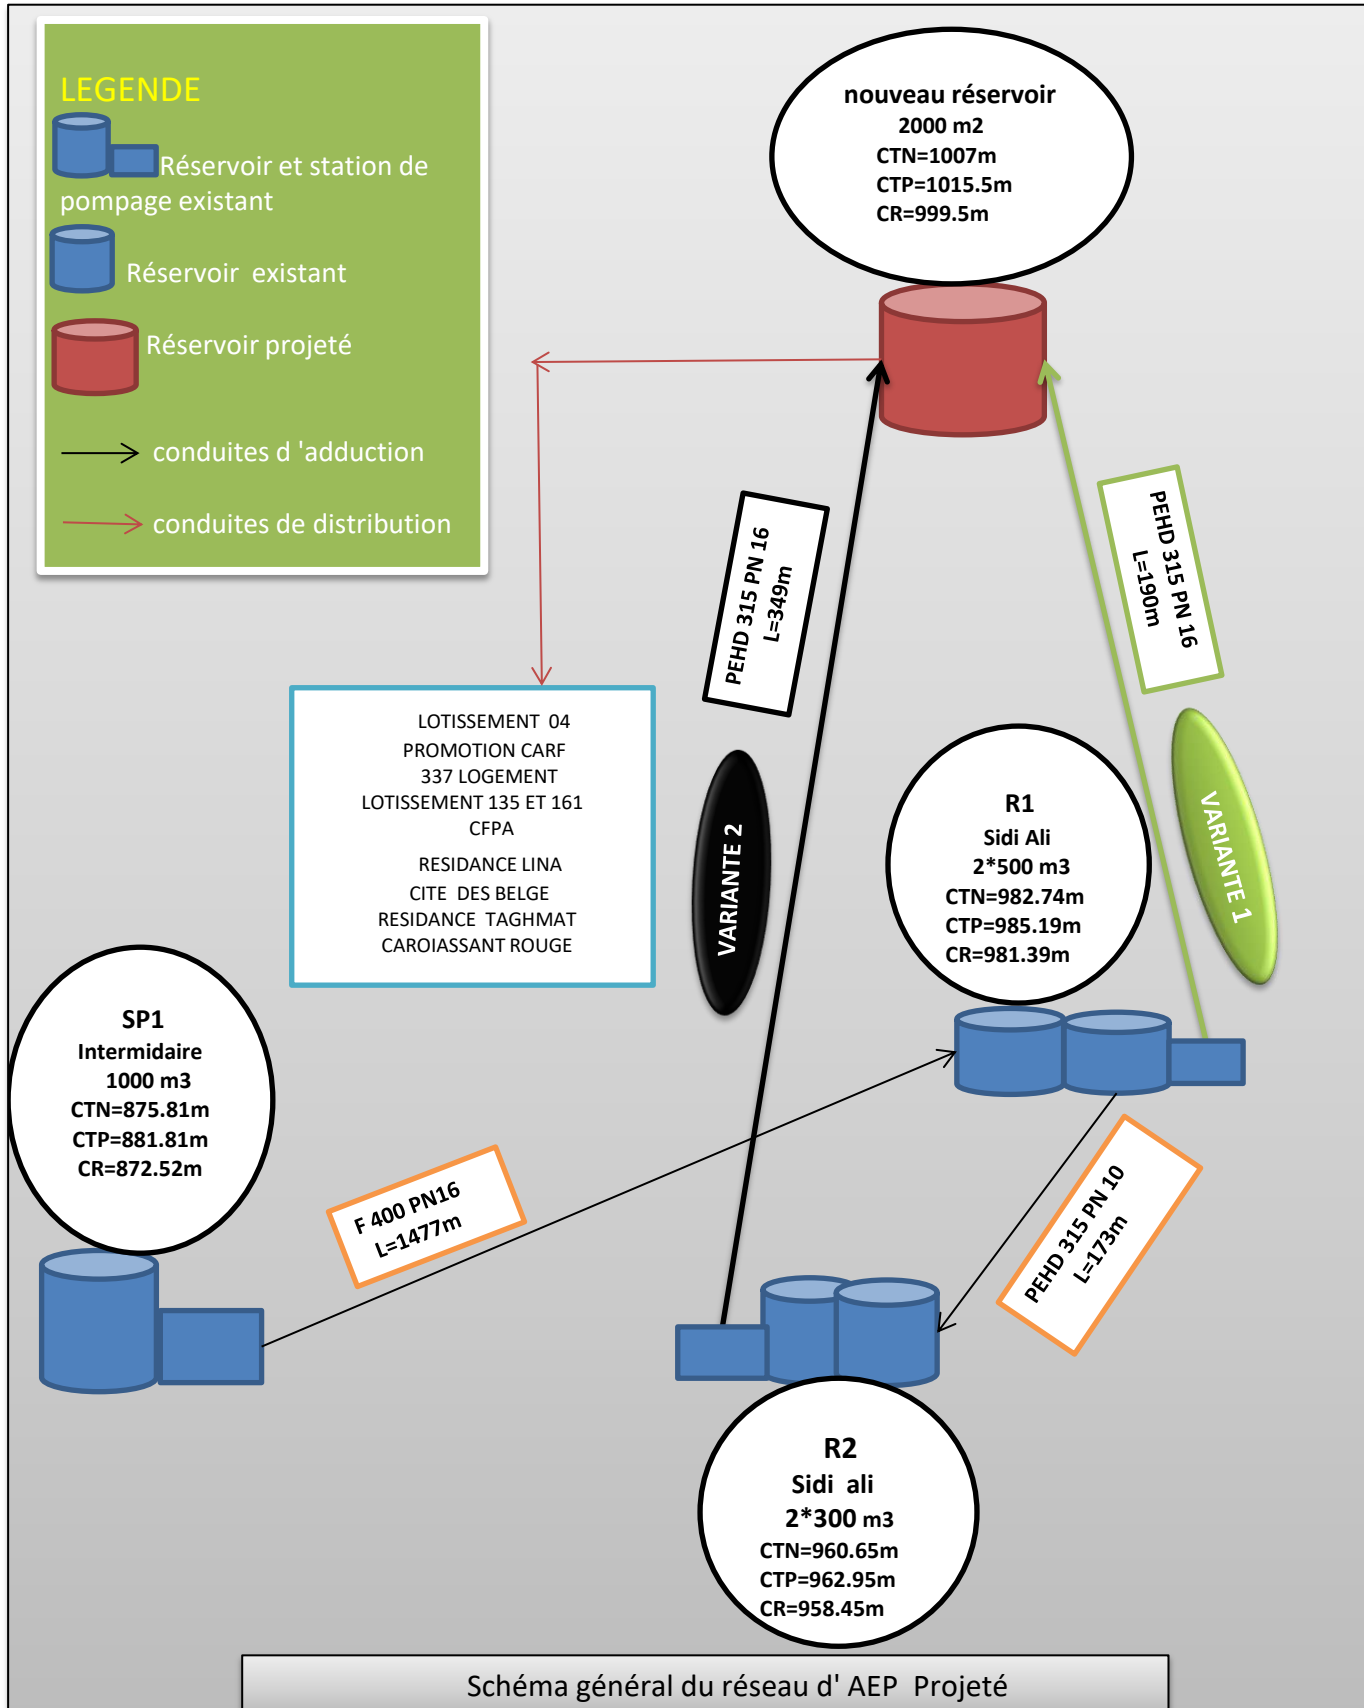 LEGENDE
Réservoir et station de
pompage existant
Réservoir existant
Réservoir projeté
conduites d 'adduction
conduites de distribution
nouveau réservoir
2000 m2
CTN=1007m
CTP=1015.5m
CR=999.5m
PEHD 315 PN 16
L=349m
PEHD 315 PN 16
L=190m
LOTISSEMENT 04
PROMOTION CARF
337 LOGEMENT
LOTISSEMENT 135 ET 161
CFPA
RESIDANCE LINA
CITE DES BELGE
RESIDANCE TAGHMAT
CAROIASSANT ROUGE
VARIANTE 2
R1
Sidi Ali
2*500 m3
CTN=982.74m
CTP=985.19m
CR=981.39m
VARIANTE 1
SP1
Intermidaire
1000 m3
CTN=875.81m
CTP=881.81m
CR=872.52m
F 400 PN16
L=1477m
PEHD 315 PN 10
L=173m
R2
Sidi ali
2*300 m3
CTN=960.65m
CTP=962.95m
CR=958.45m
Schéma général du réseau d' AEP Projeté